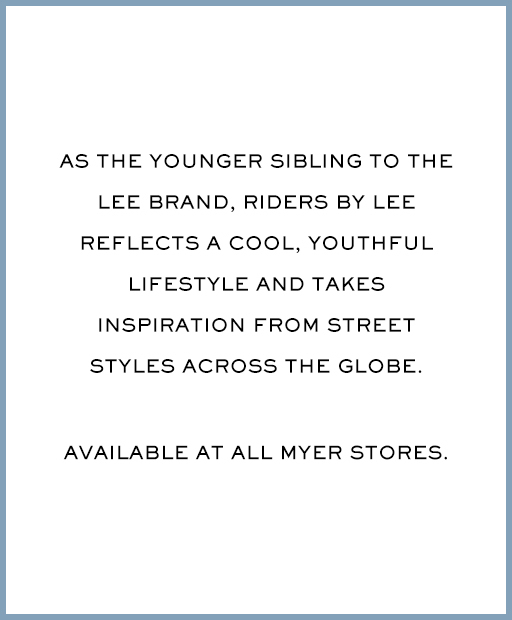 AS THE YOUNGER SIBLING TO THE
LEE BRAND, RIDERS BY LEE
REFLECTS A COOL, YOUTHFUL
LIFESTYLE AND TAKES
INSPIRATION FROM STREET
STYLES ACROSS THE GLOBE.
AVAILABLE AT ALL MYER STORES.